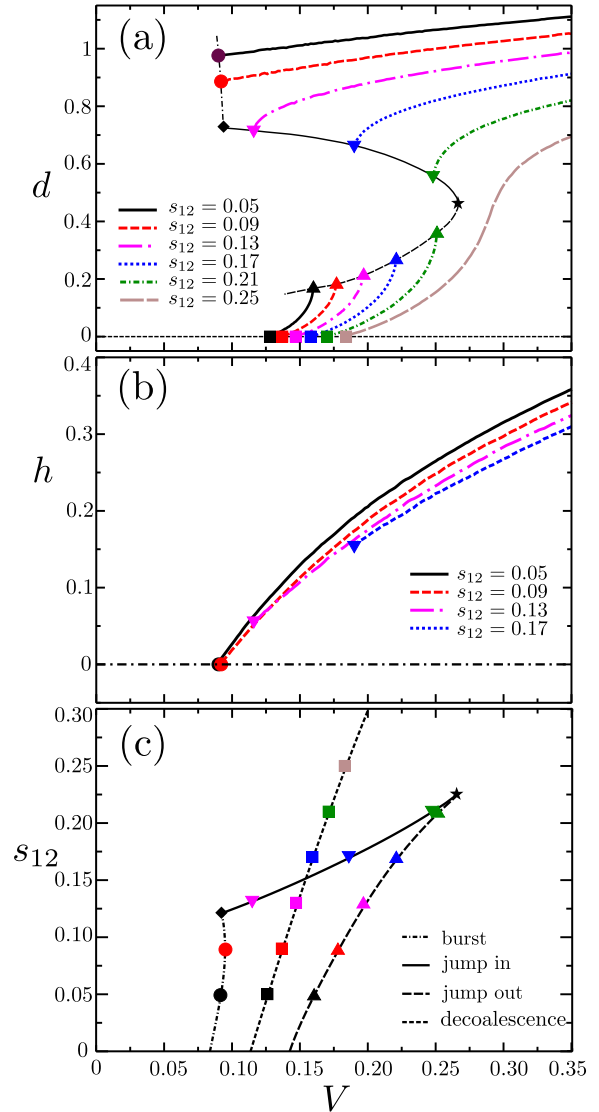 (a)
1
0.8
0.6
0.4
0.2
0
d
s₁₂ = 0.05
s₁₂ = 0.09
s₁₂ = 0.13
s₁₂ = 0.17
s₁₂ = 0.21
s₁₂ = 0.25
(b)
0.4
0.3
0.2
0.1
0
h
s₁₂ = 0.05
s₁₂ = 0.09
s₁₂ = 0.13
s₁₂ = 0.17
(c)
0.30
0.25
0.20
0.15
0.10
0.05
0
s₁₂
burst
jump in
jump out
decoalescence
0 0.05 0.10 0.15 0.20 0.25 0.30 0.35
V